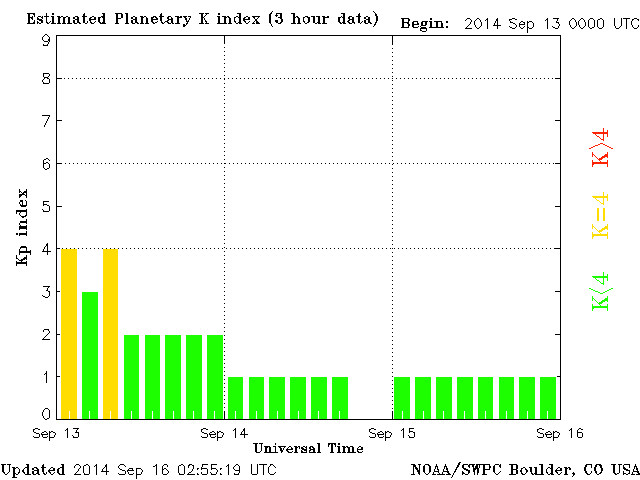 Estimated Planetary K index (3 hour data) Begin: 2014 Sep 13 0000 UTC
9
8
7
6
5
4
3
2
1
0
Kp index
K>4
K=4
K<4
Sep 13 Sep 14 Sep 15 Sep 16
Universal Time
Updated 2014 Sep 16 02:55:19 UTC NOAA/SWPC Boulder, CO USA